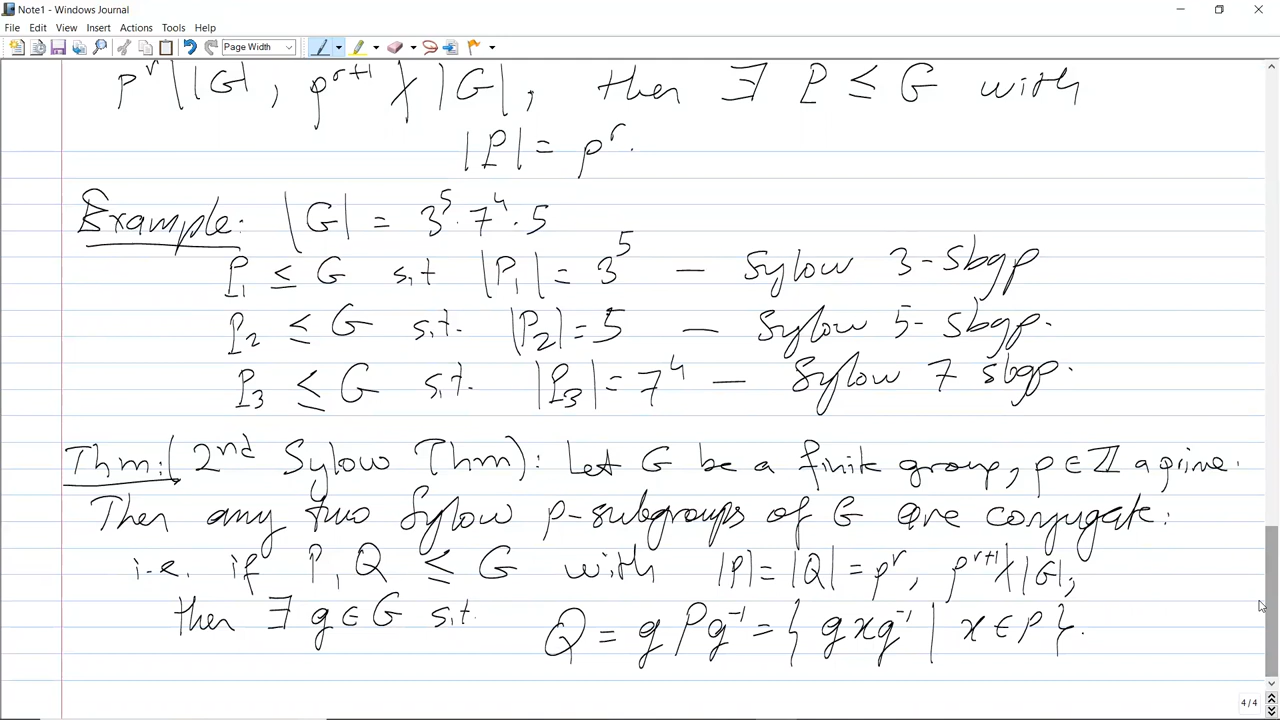 Note1 - Windows Journal
File Edit View Insert Actions Tools Help
Page Width
p^r | |G|, p^{r+1} ∤ |G|, then ∃ P ≤ G with
|P| = p^r.
Example: |G| = 3^5 · 7^4 · 5
P_1 ≤ G s.t |P_1| = 3^5 — Sylow 3-sbgp
P_2 ≤ G s.t. |P_2| = 5 — Sylow 5-sbgp.
P_3 ≤ G s.t. |P_3| = 7^4 — Sylow 7 sbgp.
Thm: (2nd Sylow Thm): Let G be a finite group, p ∈ ℤ a prime.
Then any two Sylow p-subgroups of G are conjugate:
i.e. if P, Q ≤ G with |P| = |Q| = p^r, p^{r+1} ∤ |G|,
then ∃ g ∈ G s.t. Q = gPg^{-1} = { gxg^{-1} | x ∈ P }.
4/4